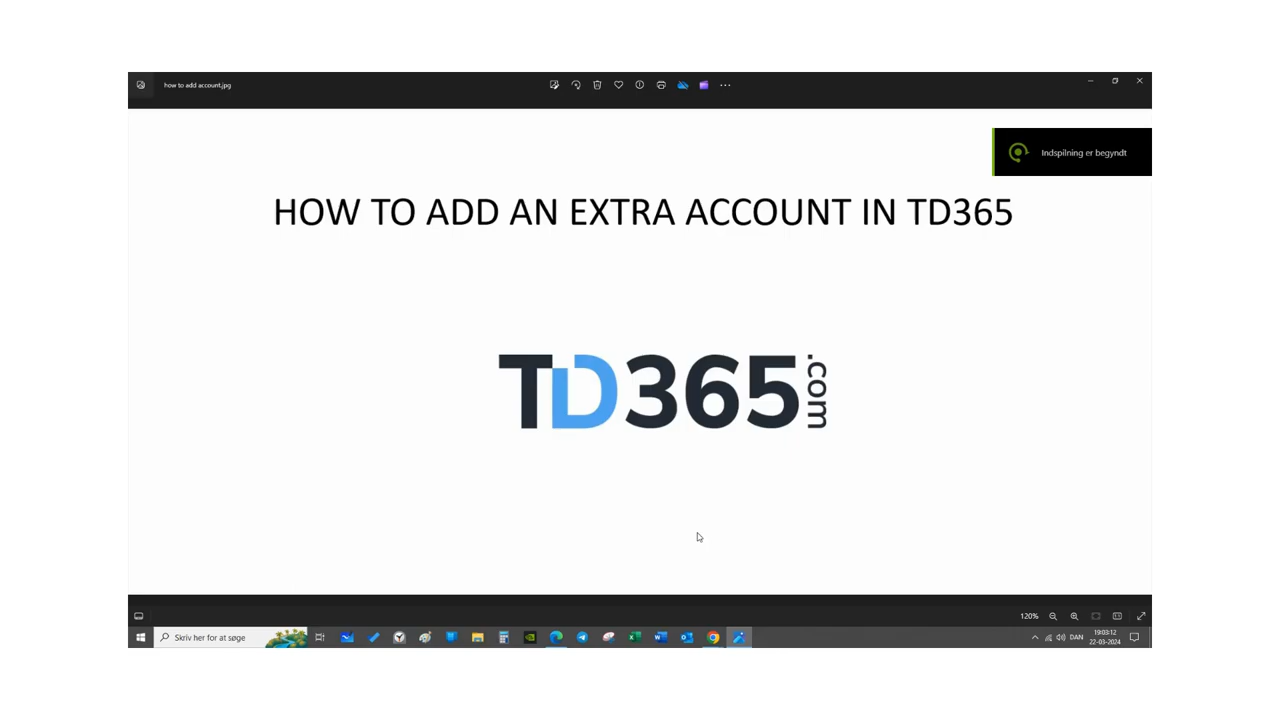 how to add account.jpg
Indspilning er begyndt
HOW TO ADD AN EXTRA ACCOUNT IN TD365
TD365.com
120%
Skriv her for at søge
DAN
19:03:12
22-03-2024